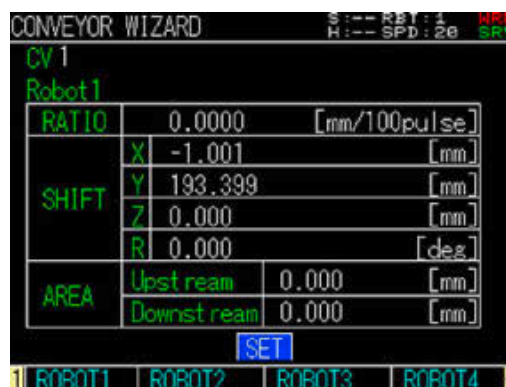 CONVEYOR WIZARD S:-- RBT:1
H:-- SPD:20
CV 1
Robot1
RATIO 0.0000 [mm/100pulse]
SHIFT
X -1.001 [mm]
Y 193.399 [mm]
Z 0.000 [mm]
R 0.000 [deg]
AREA
Upstream 0.000 [mm]
Downstream 0.000 [mm]
SET
1 ROBOT1 ROBOT2 ROBOT3 ROBOT4